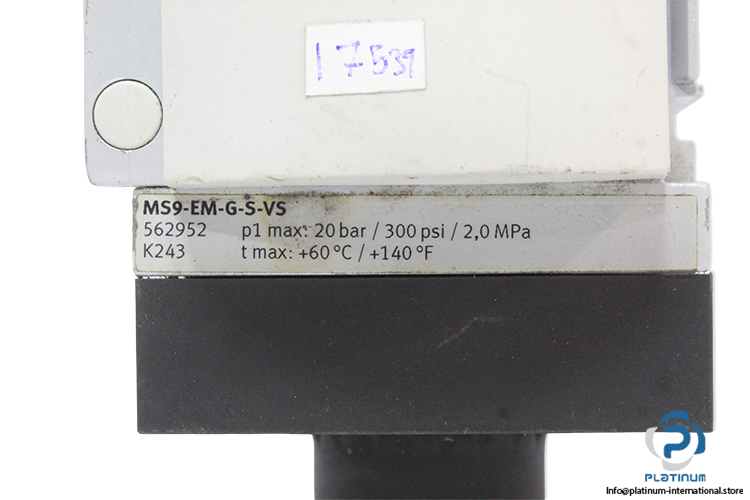 17539
MS9-EM-G-S-VS
562952 p1 max: 20 bar / 300 psi / 2,0 MPa
K243 t max: +60 °C / +140 °F
PLATINUM
Info@platinum-international.store